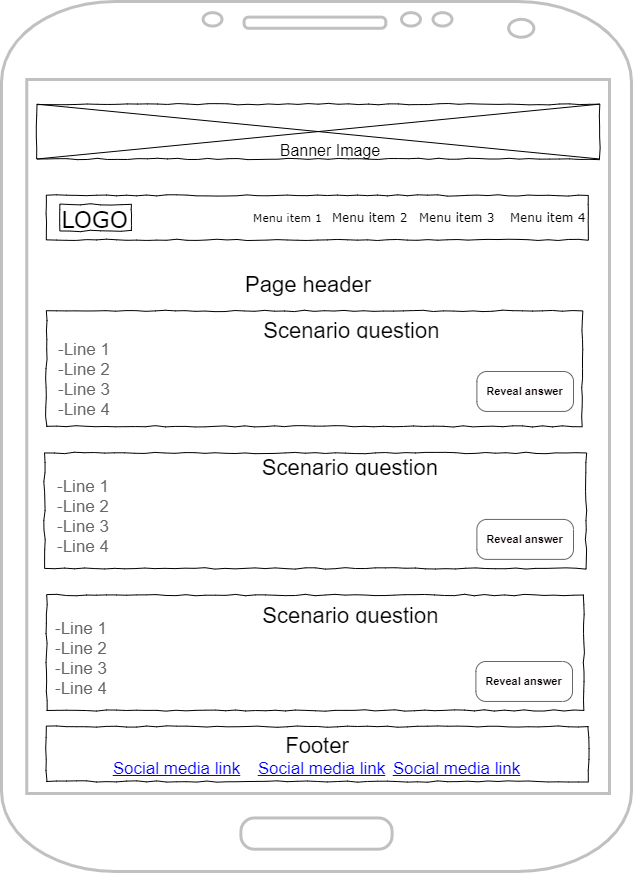 Banner Image
LOGO Menu item 1 Menu item 2 Menu item 3 Menu item 4
Page header
Scenario question
-Line 1
-Line 2
-Line 3
-Line 4
Reveal answer
Scenario question
-Line 1
-Line 2
-Line 3
-Line 4
Reveal answer
Scenario question
-Line 1
-Line 2
-Line 3
-Line 4
Reveal answer
Footer
Social media link Social media link Social media link